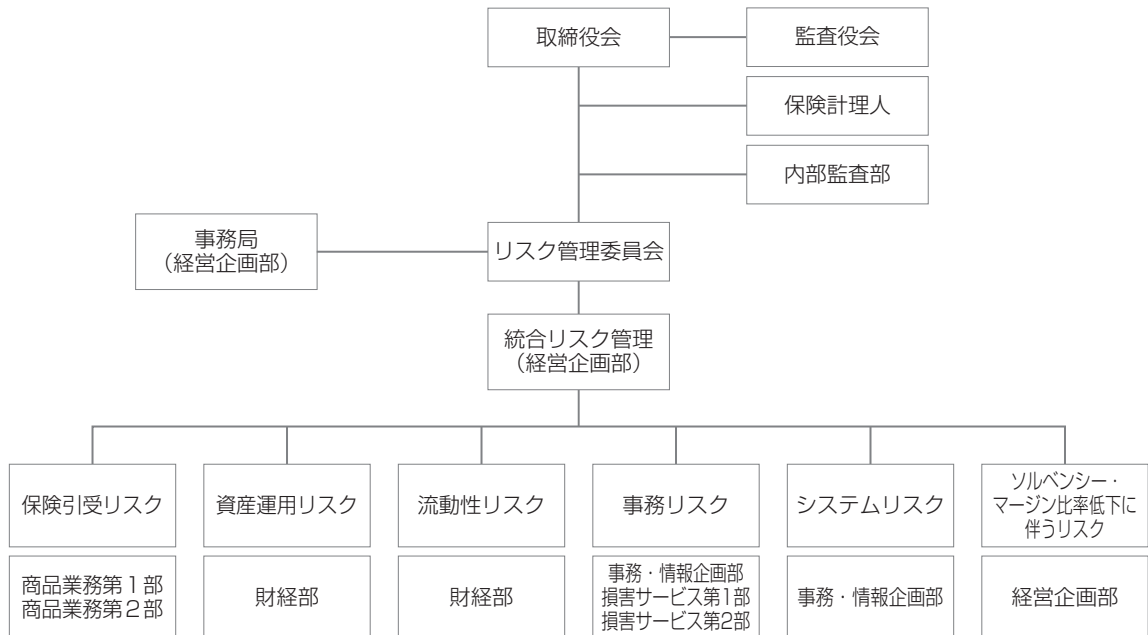 取締役会
監査役会
保険計理人
内部監査部
事務局
（経営企画部）
リスク管理委員会
統合リスク管理
（経営企画部）
保険引受リスク
資産運用リスク
流動性リスク
事務リスク
システムリスク
ソルベンシー・
マージン比率低下に
伴うリスク
商品業務第１部
商品業務第２部
財経部
財経部
事務・情報企画部
損害サービス第1部
損害サービス第2部
事務・情報企画部
経営企画部